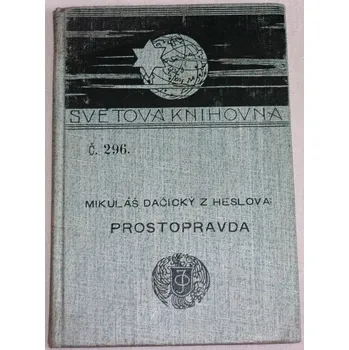 SVĚTOVÁ KNIHOVNA
Č. 296.
MIKULÁŠ DAČICKÝ Z HESLOVA:
PROSTOPRAVDA